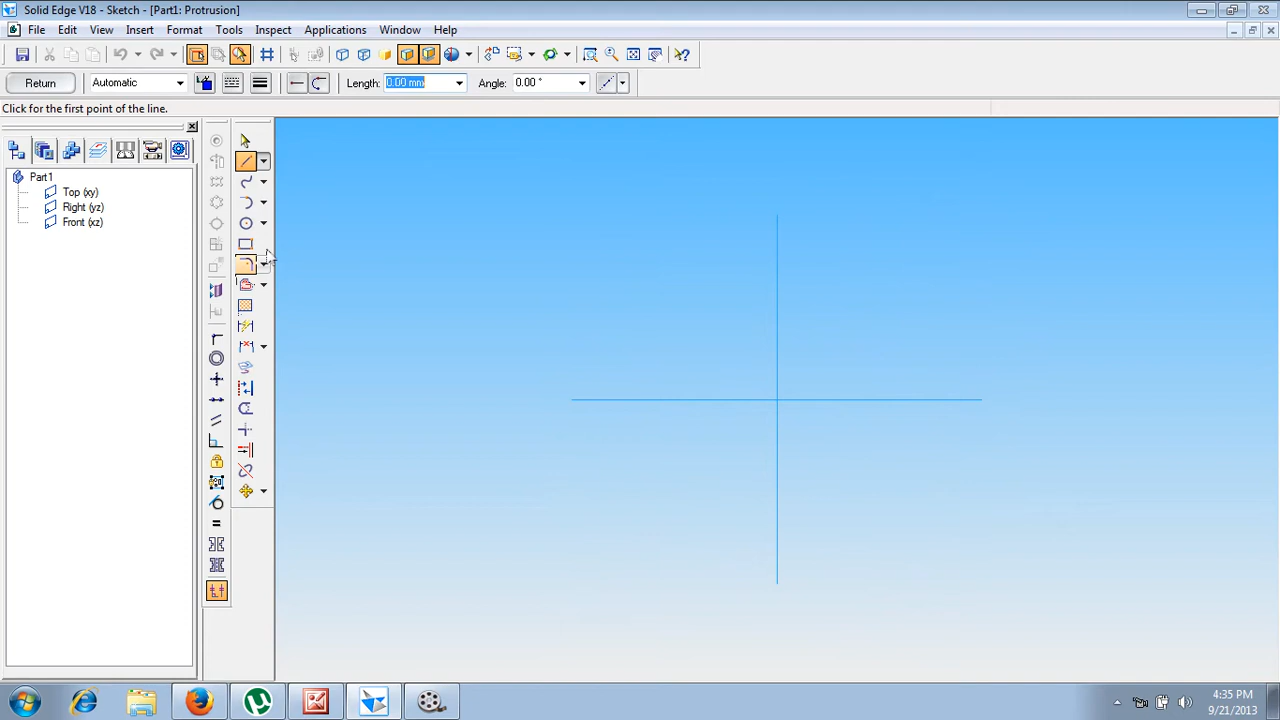 Solid Edge V18 - Sketch - [Part1: Protrusion]
File Edit View Insert Format Tools Inspect Applications Window Help
Return Automatic Length: 0.00 mm Angle: 0.00 °
Click for the first point of the line.
Part1
Top (xy)
Right (yz)
Front (xz)
4:35 PM
9/21/2013